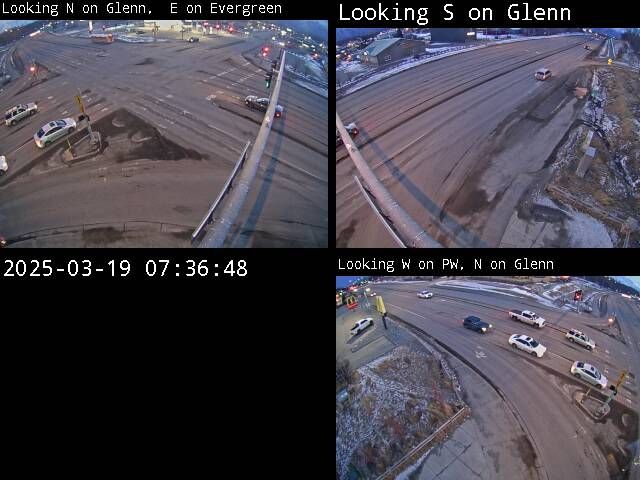 Looking N on Glenn,  E on Evergreen
Looking S on Glenn
2025-03-19 07:36:48
Looking W on PW, N on Glenn